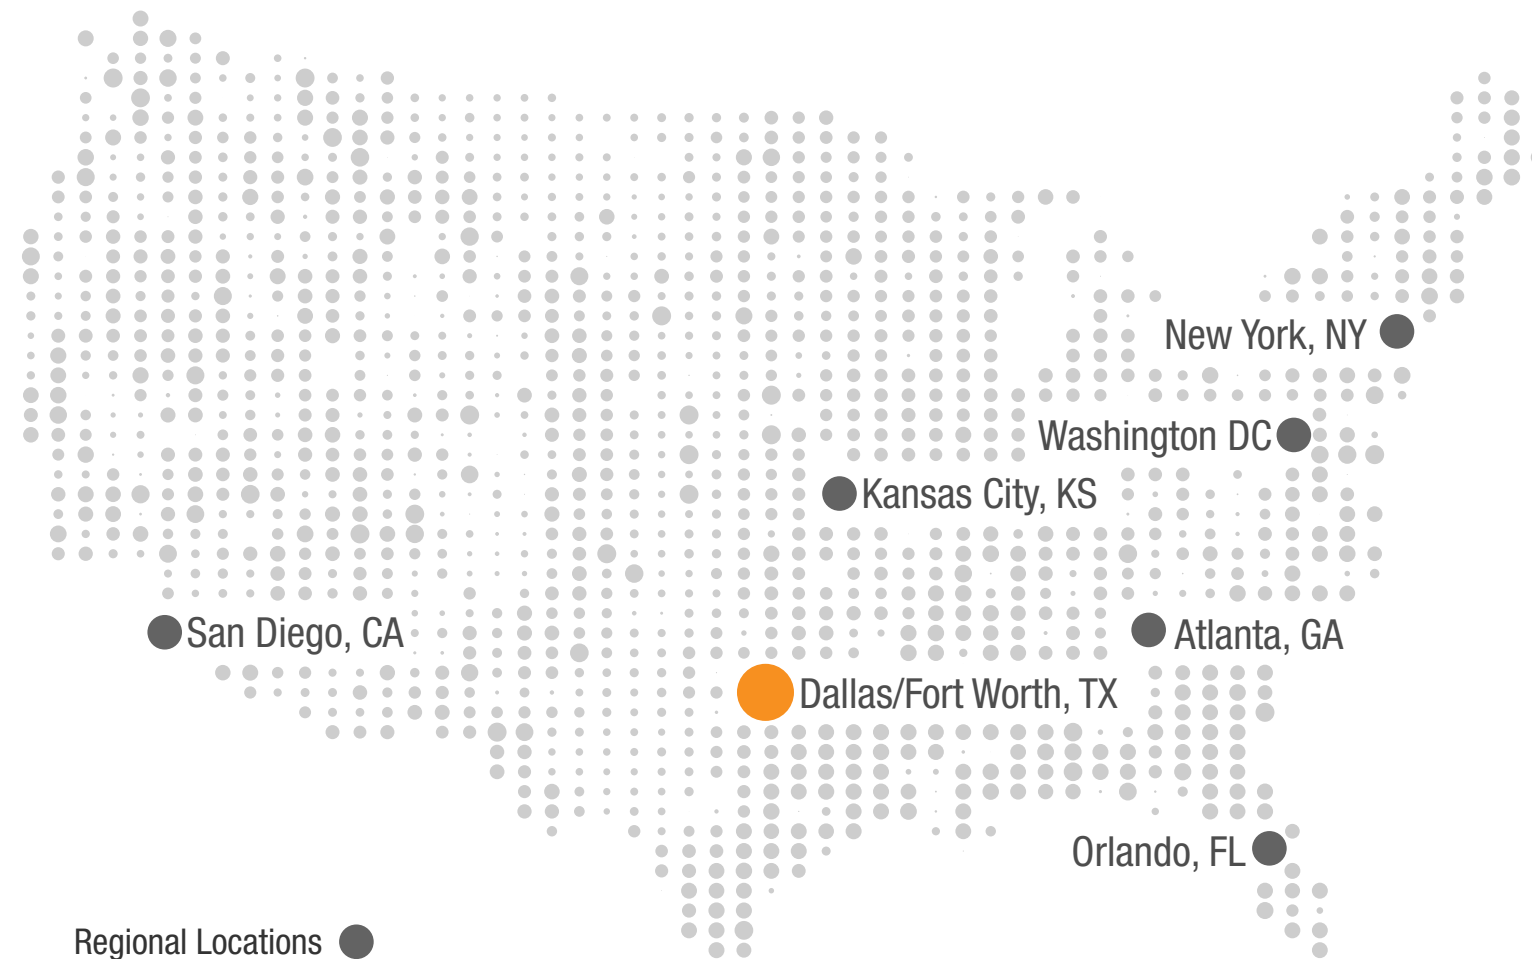 New York, NY
Washington DC
Kansas City, KS
San Diego, CA
Atlanta, GA
Dallas/Fort Worth, TX
Orlando, FL
Regional Locations